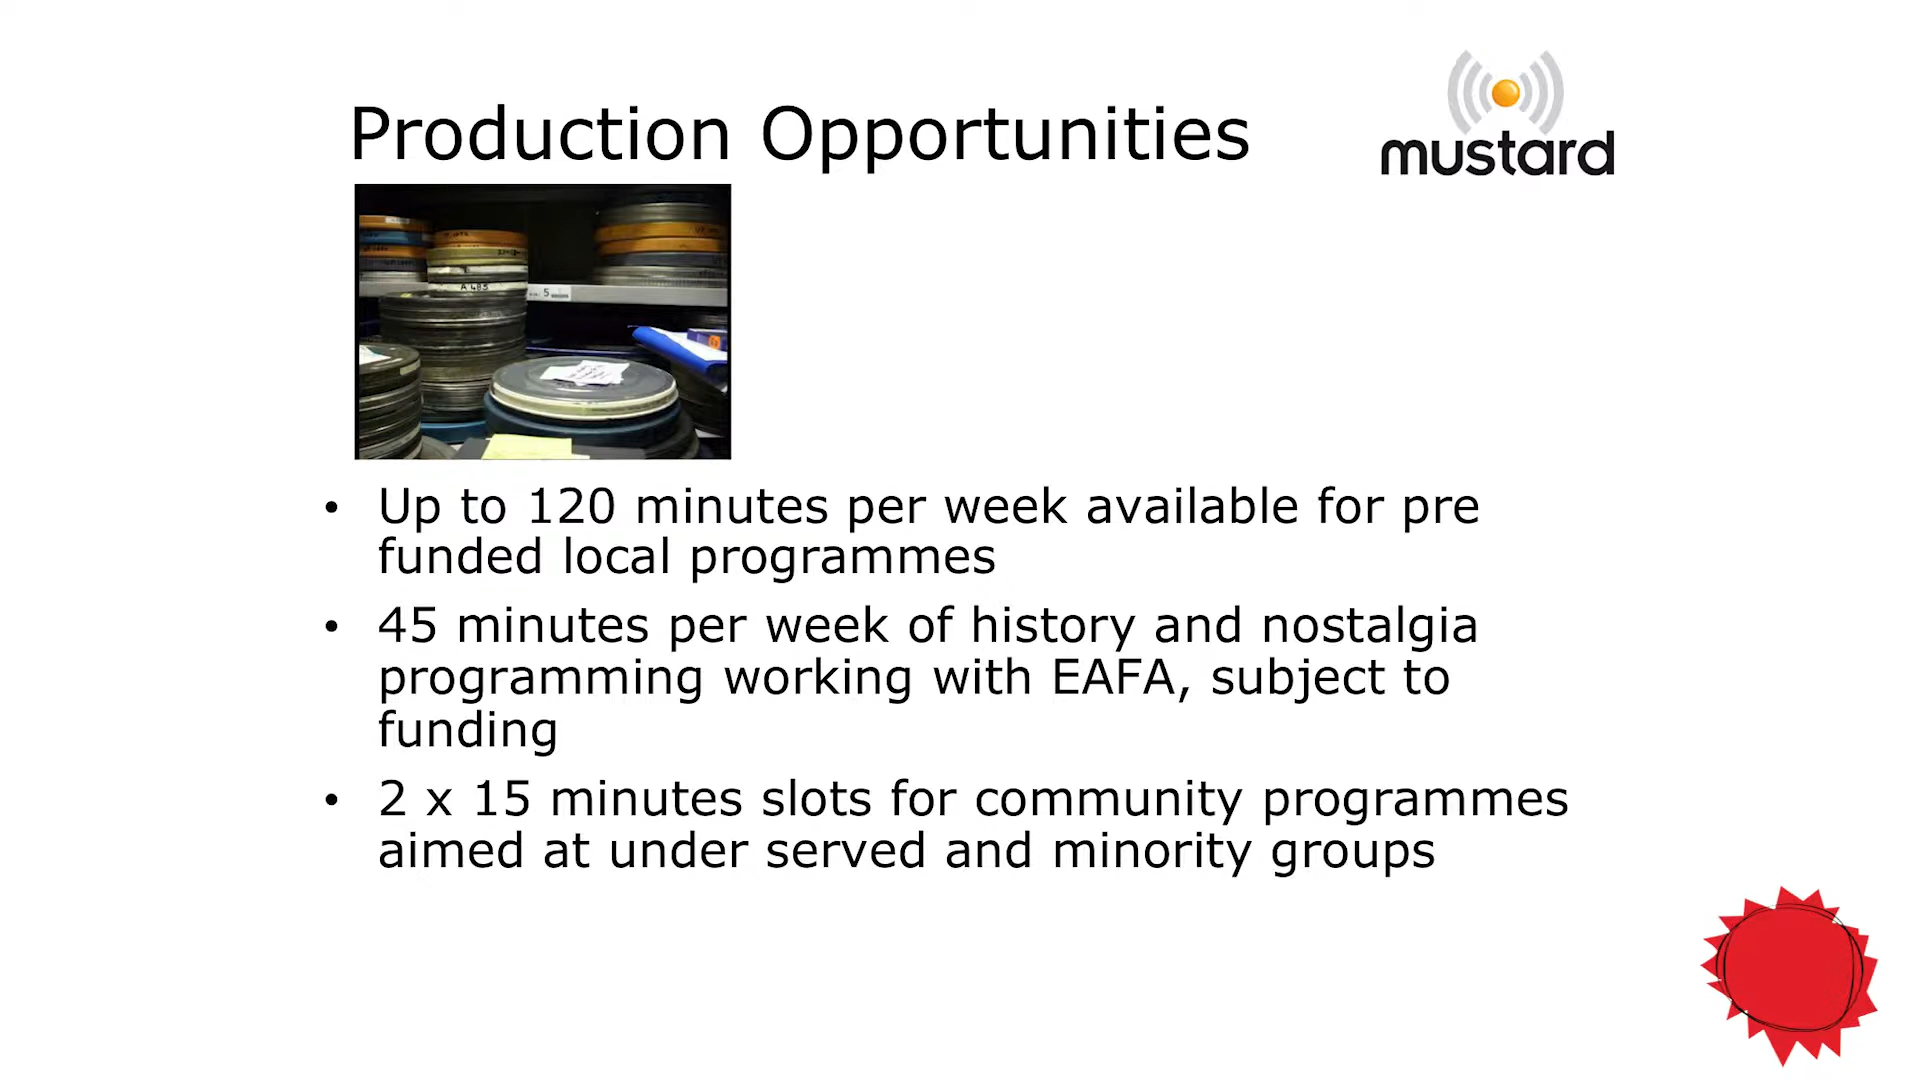 Production Opportunities
mustard
A 485
5
• Up to 120 minutes per week available for pre
funded local programmes
• 45 minutes per week of history and nostalgia
programming working with EAFA, subject to
funding
• 2 x 15 minutes slots for community programmes
aimed at under served and minority groups